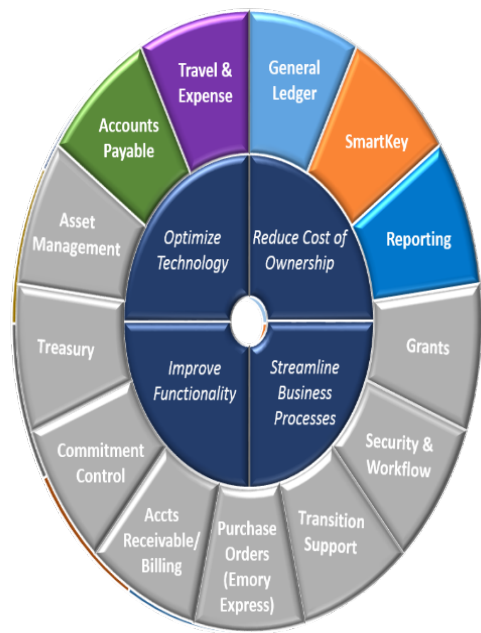 Travel &
Expense
General
Ledger
SmartKey
Reporting
Grants
Security &
Workflow
Transition
Support
Purchase
Orders
(Emory
Express)
Accts
Receivable/
Billing
Commitment
Control
Treasury
Asset
Management
Accounts
Payable
Optimize
Technology
Reduce Cost of
Ownership
Improve
Functionality
Streamline
Business
Processes